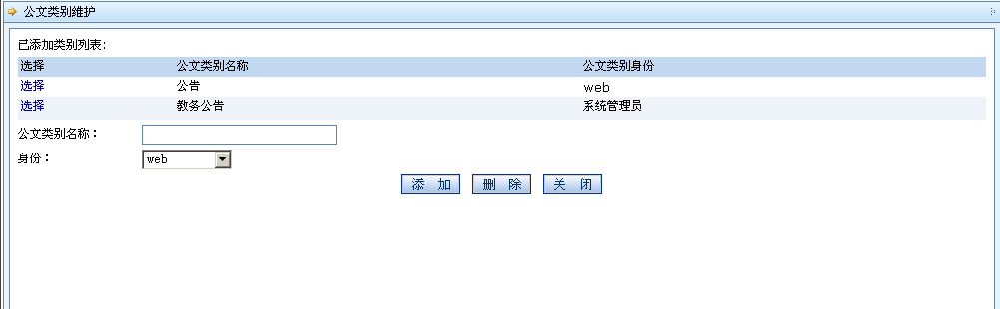 公文类别维护
已添加类别列表:
选择 公文类别名称 公文类别身份
选择 公告 web
选择 教务公告 系统管理员
公文类别名称：
身份： web
添 加 删 除 关 闭